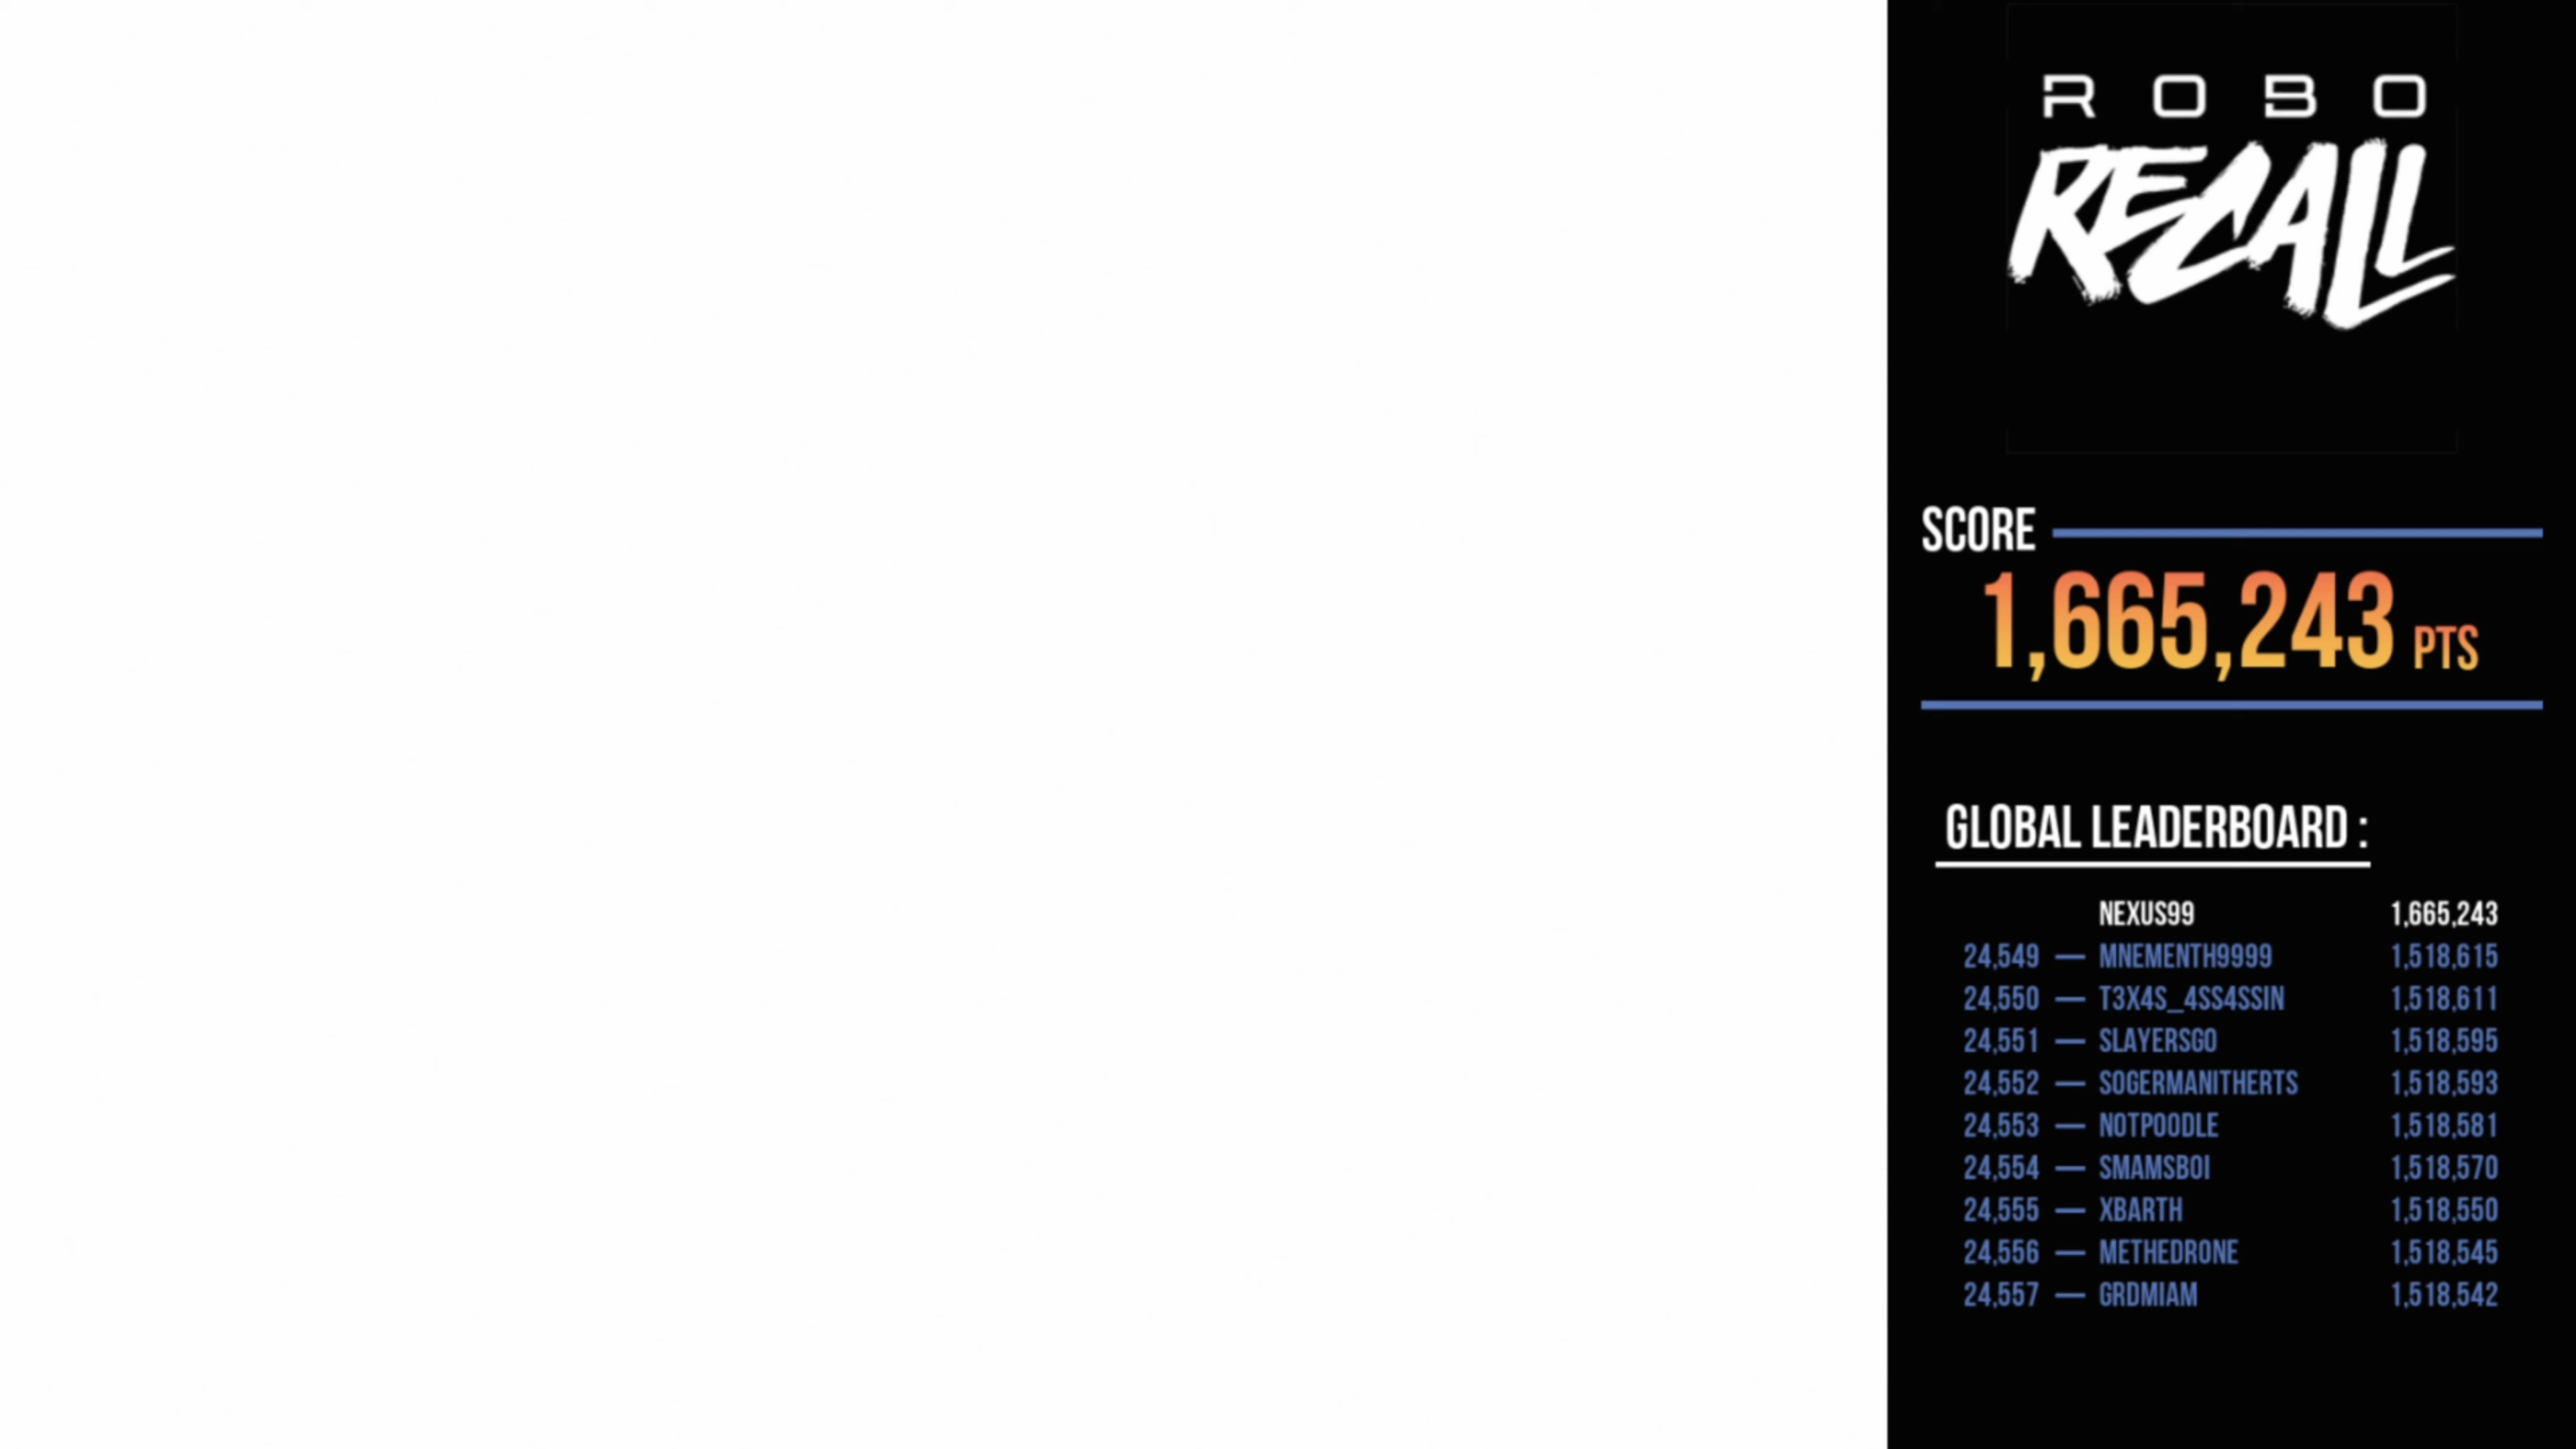 ROBO
RECALL
SCORE
1,665,243 PTS
GLOBAL LEADERBOARD :
NEXUS99 1,665,243
24,549 — MNEMENTH9999 1,518,615
24,550 — T3X4S_4SS4SSIN 1,518,611
24,551 — SLAYERSGO 1,518,595
24,552 — SOGERMANITHERTS 1,518,593
24,553 — NOTPOODLE 1,518,581
24,554 — SMAMSBOI 1,518,570
24,555 — XBARTH 1,518,550
24,556 — METHEDRONE 1,518,545
24,557 — GRDMIAM 1,518,542